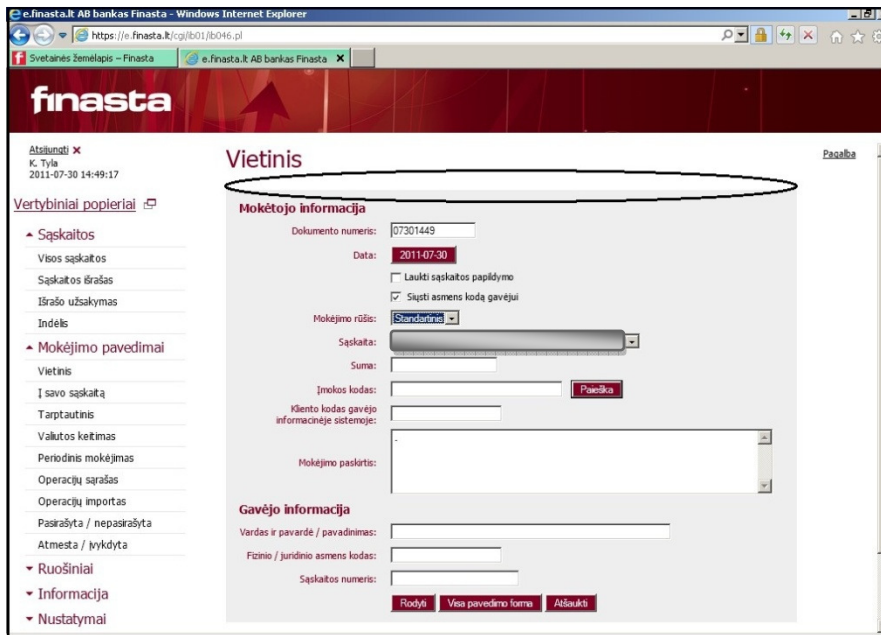 e.finasta.lt AB bankas Finasta - Windows Internet Explorer
https://e.finasta.lt/cgi/ib01/ib046.pl
Svetainės žemėlapis – Finasta
e.finasta.lt AB bankas Finasta
finasta
Atsijungti
K. Tyla
2011-07-30 14:49:17
Vietinis
Pagalba
Vertybiniai popieriai
Sąskaitos
Visos sąskaitos
Sąskaitos išrašas
Išrašo užsakymas
Indėlis
Mokėjimo pavedimai
Vietinis
Į savo sąskaitą
Tarptautinis
Valiutos keitimas
Periodinis mokėjimas
Operacijų sąrašas
Operacijų importas
Pasirašyta / nepasirašyta
Atmesta / įvykdyta
Ruošiniai
Informacija
Nustatymai
Mokėtojo informacija
Dokumento numeris: 07301449
Data: 2011-07-30
Laukti sąskaitos papildymo
Siųsti asmens kodą gavėjui
Mokėjimo rūšis: Standartinis
Sąskaita:
Suma:
Įmokos kodas: Paieška
Kliento kodas gavėjo
informacinėje sistemoje:
Mokėjimo paskirtis:
Gavėjo informacija
Vardas ir pavardė / pavadinimas:
Fizinio / juridinio asmens kodas:
Sąskaitos numeris:
Rodyti Visa pavedimo forma Atšaukti